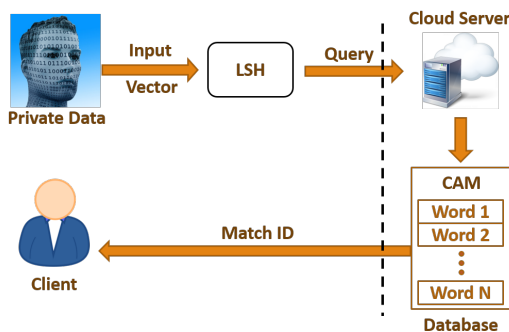 Cloud Server
Input
Vector
LSH
Query
Private Data
CAM
Word 1
Word 2
Word N
Match ID
Client
Database